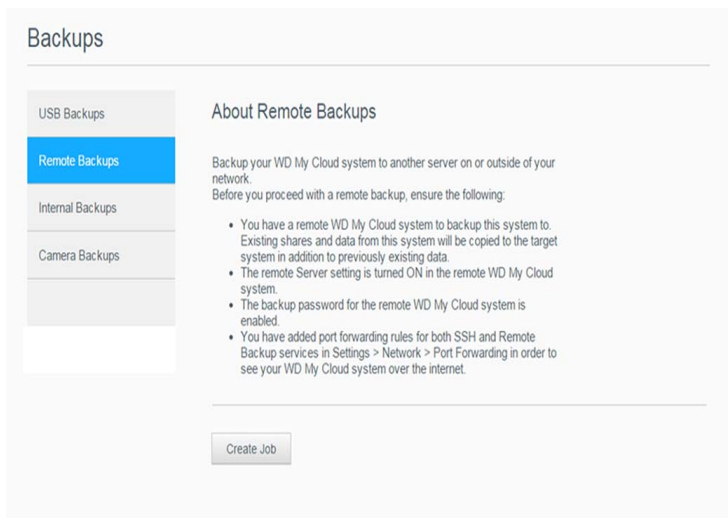 Backups
USB Backups
Remote Backups
Internal Backups
Camera Backups
About Remote Backups
Backup your WD My Cloud system to another server on or outside of your
network.
Before you proceed with a remote backup, ensure the following:
• You have a remote WD My Cloud system to backup this system to.
Existing shares and data from this system will be copied to the target
system in addition to previously existing data.
• The remote Server setting is turned ON in the remote WD My Cloud
system.
• The backup password for the remote WD My Cloud system is
enabled.
• You have added port forwarding rules for both SSH and Remote
Backup services in Settings > Network > Port Forwarding in order to
see your WD My Cloud system over the internet.
Create Job